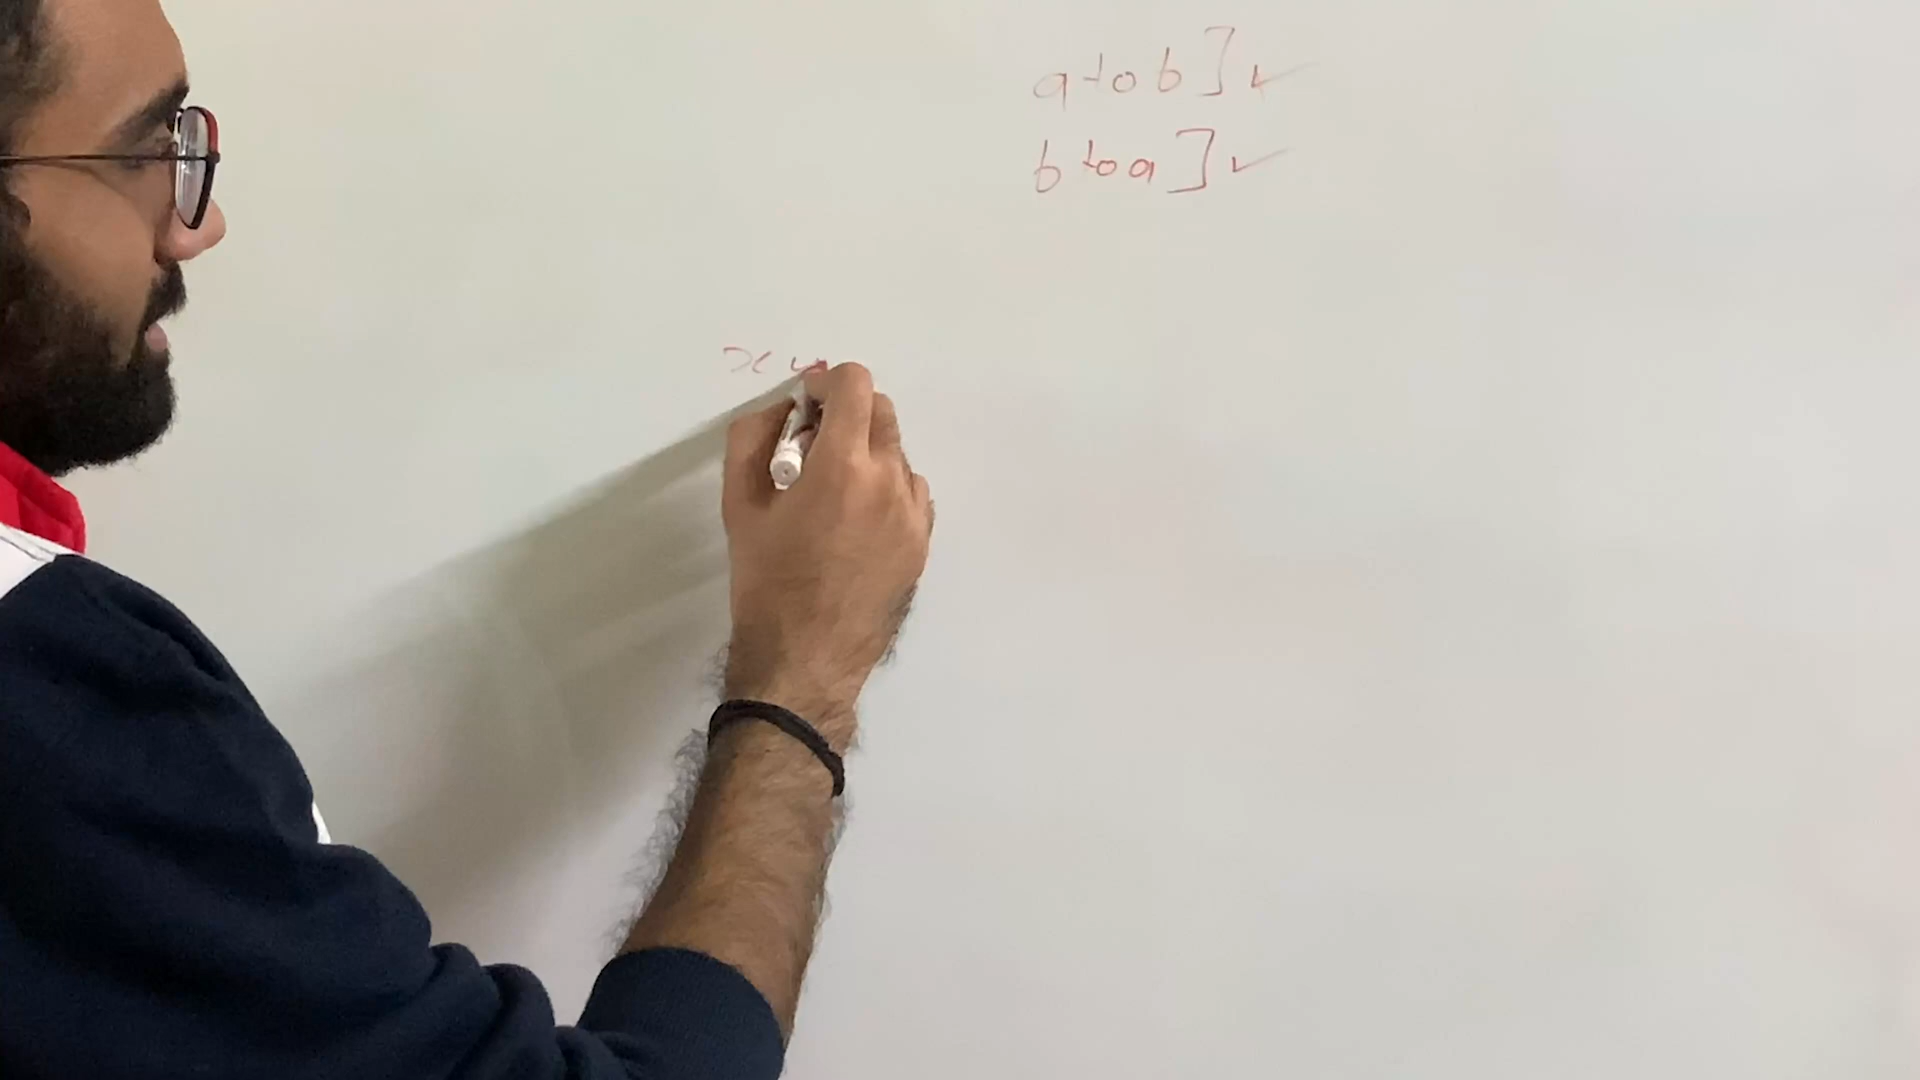 a to b ] ✓
b to a ] ✓
x y